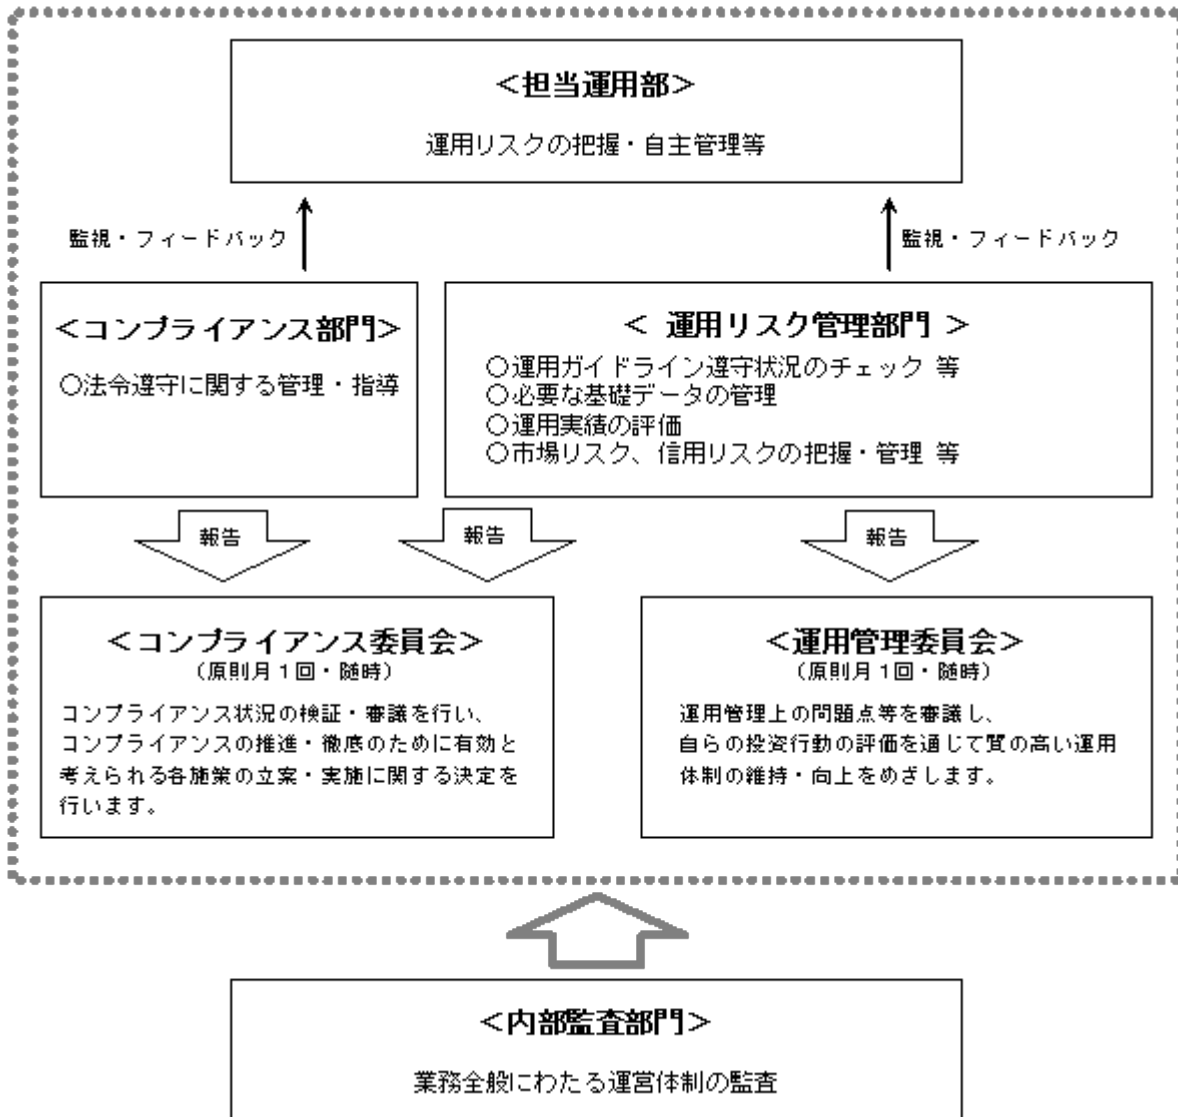 ＜担当運用部＞
運用リスクの把握・自主管理等
監視・フィードバック
監視・フィードバック
＜コンプライアンス部門＞
○法令遵守に関する管理・指導
＜ 運用リスク管理部門 ＞
○運用ガイドライン遵守状況のチェック 等
○必要な基礎データの管理
○運用実績の評価
○市場リスク、信用リスクの把握・管理 等
報告
報告
報告
＜コンプライアンス委員会＞
（原則月１回・随時）
コンプライアンス状況の検証・審議を行い、
コンプライアンスの推進・徹底のために有効と
考えられる各施策の立案・実施に関する決定を
行います。
＜運用管理委員会＞
（原則月１回・随時）
運用管理上の問題点等を審議し、
自らの投資行動の評価を通じて質の高い運用
体制の維持・向上をめざします。
＜内部監査部門＞
業務全般にわたる運営体制の監査